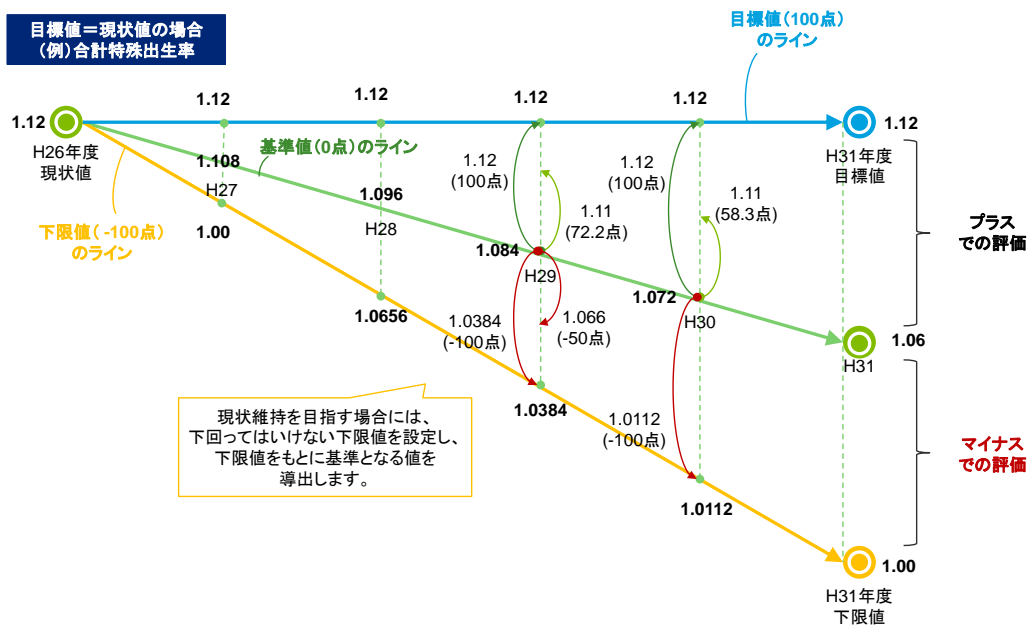 目標値＝現状値の場合
（例）合計特殊出生率
目標値（100点）
のライン
1.12
1.12
1.12
1.12
1.12
1.12
H26年度
現状値
H31年度
目標値
基準値（0点）のライン
1.108
H27
1.096
H28
1.00
下限値（ -100点）
のライン
1.12
(100点)
1.11
(72.2点)
1.12
(100点)
1.11
(58.3点)
プラス
での評価
1.084
H29
1.072
H30
1.0656
1.0384
(-100点)
1.066
(-50点)
1.06
H31
1.0384
1.0112
(-100点)
マイナス
での評価
現状維持を目指す場合には、
下回ってはいけない下限値を設定し、
下限値をもとに基準となる値を
導出します。
1.0112
1.00
H31年度
下限値